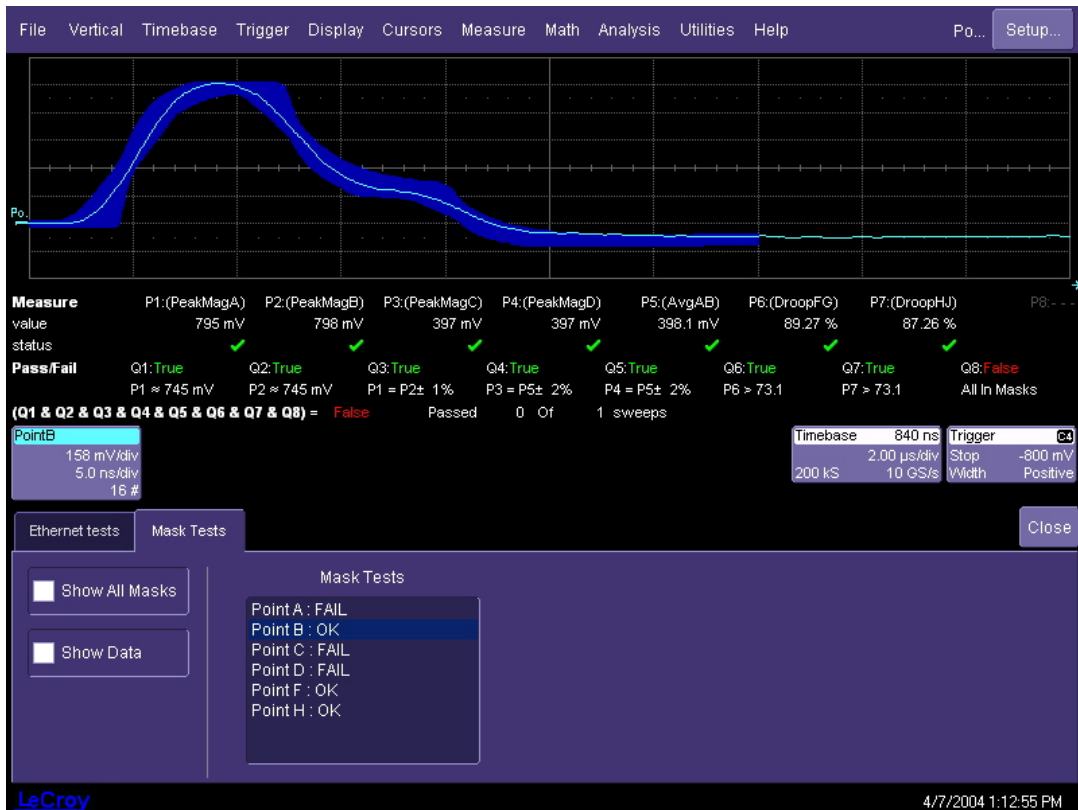 File Vertical Timebase Trigger Display Cursors Measure Math Analysis Utilities Help Po... Setup...
Po.
Measure P1:(PeakMagA) P2:(PeakMagB) P3:(PeakMagC) P4:(PeakMagD) P5:(AvgAB) P6:(DroopFG) P7:(DroopHJ) P8:- - -
value 795 mV 798 mV 397 mV 397 mV 398.1 mV 89.27 % 87.26 %
status
Pass/Fail Q1:True Q2:True Q3:True Q4:True Q5:True Q6:True Q7:True Q8:False
P1 ≈ 745 mV P2 ≈ 745 mV P1 = P2± 1% P3 = P5± 2% P4 = P5± 2% P6 > 73.1 P7 > 73.1 All In Masks
(Q1 & Q2 & Q3 & Q4 & Q5 & Q6 & Q7 & Q8) = False Passed 0 Of 1 sweeps
PointB
158 mV/div
5.0 ns/div
16 #
Timebase 840 ns
2.00 µs/div
200 kS 10 GS/s
Trigger C4
Stop -800 mV
Width Positive
Ethernet tests Mask Tests Close
Show All Masks
Show Data
Mask Tests
Point A : FAIL
Point B : OK
Point C : FAIL
Point D : FAIL
Point F : OK
Point H : OK
LeCroy 4/7/2004 1:12:55 PM